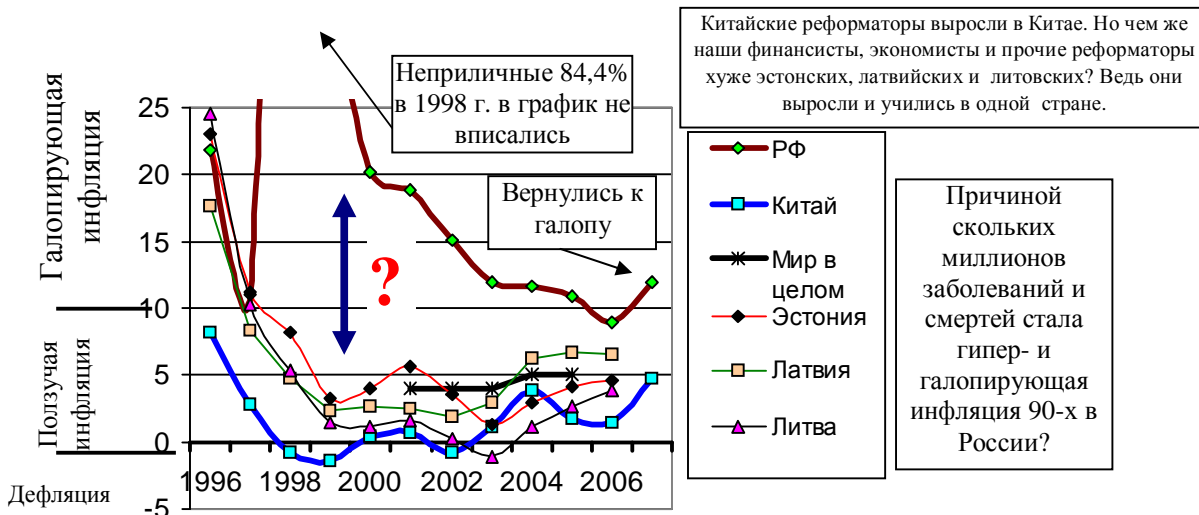 Китайские реформаторы выросли в Китае. Но чем же
наши финансисты, экономисты и прочие реформаторы
хуже эстонских, латвийских и литовских? Ведь они
выросли и учились в одной стране.
Неприличные 84,4%
в 1998 г. в график не
вписались
Вернулись к
галопу
?
Галопирующая
инфляция
Ползучая
инфляция
Дефляция
25
20
15
10
5
0
-5
1996 1998 2000 2002 2004 2006
РФ
Китай
Мир в
целом
Эстония
Латвия
Литва
Причиной
скольких
миллионов
заболеваний и
смертей стала
гипер- и
галопирующая
инфляция 90-х в
России?